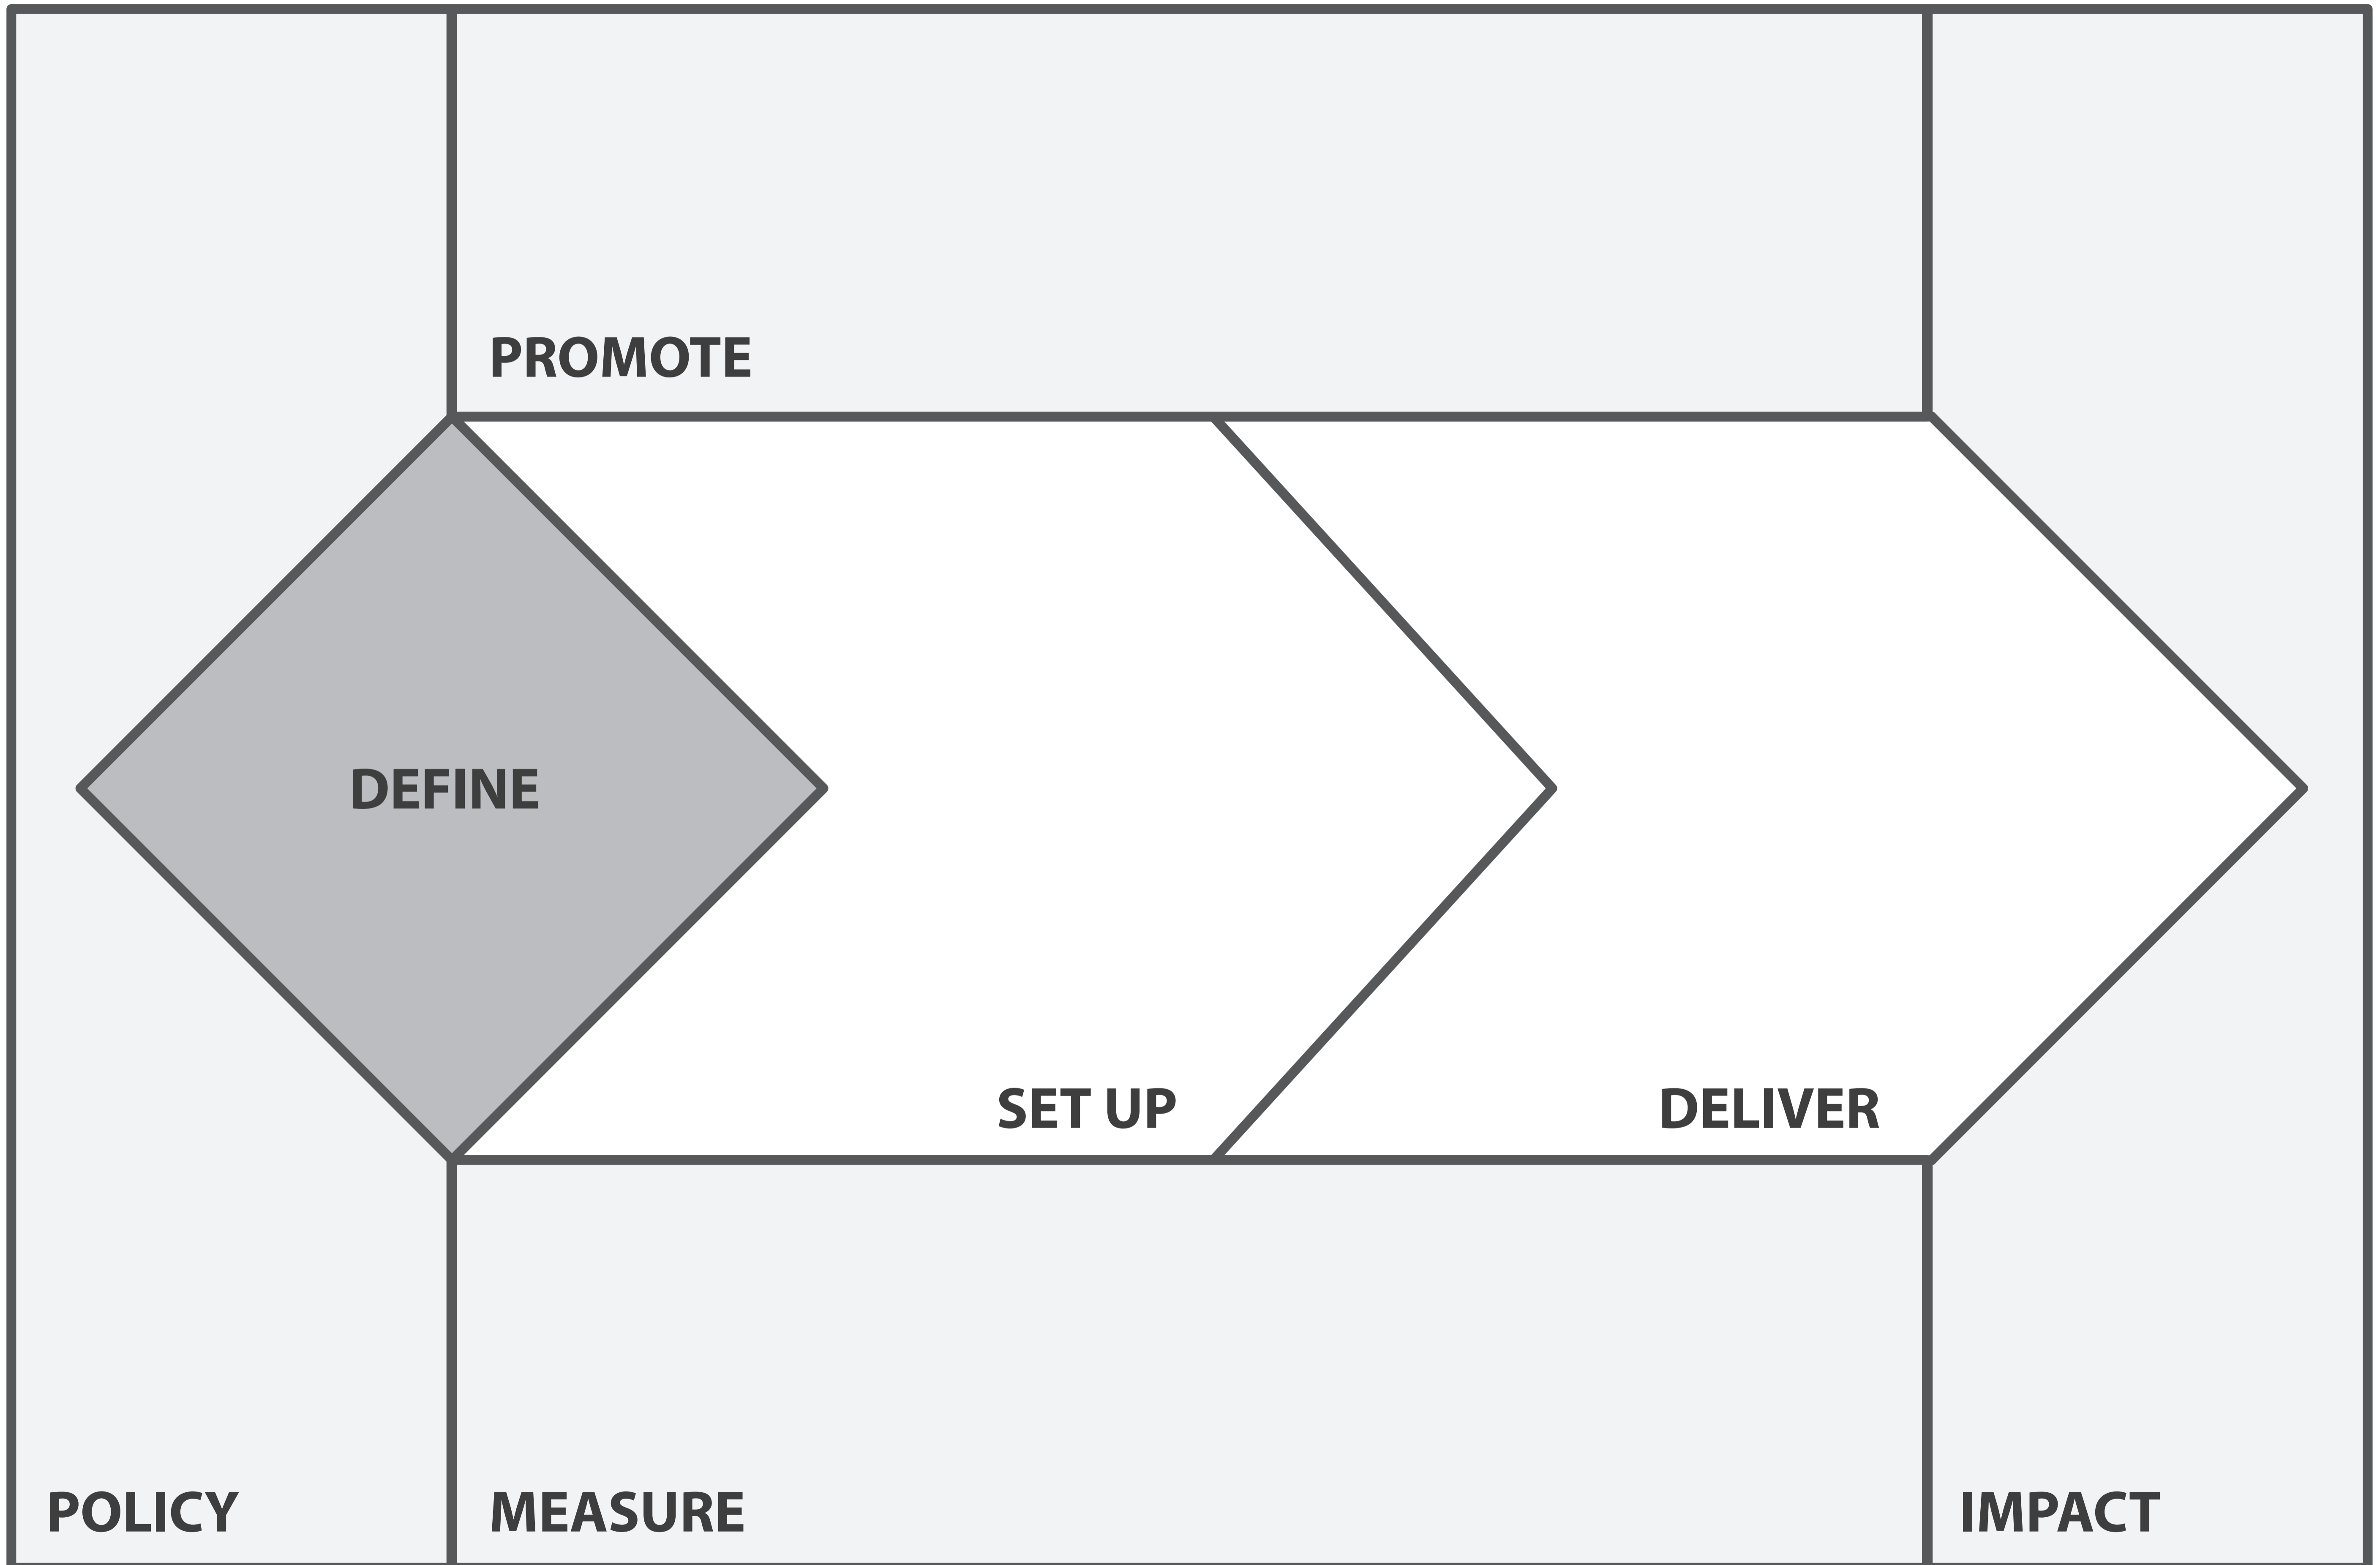 PROMOTE
DEFINE
SET UP
DELIVER
POLICY
MEASURE
IMPACT